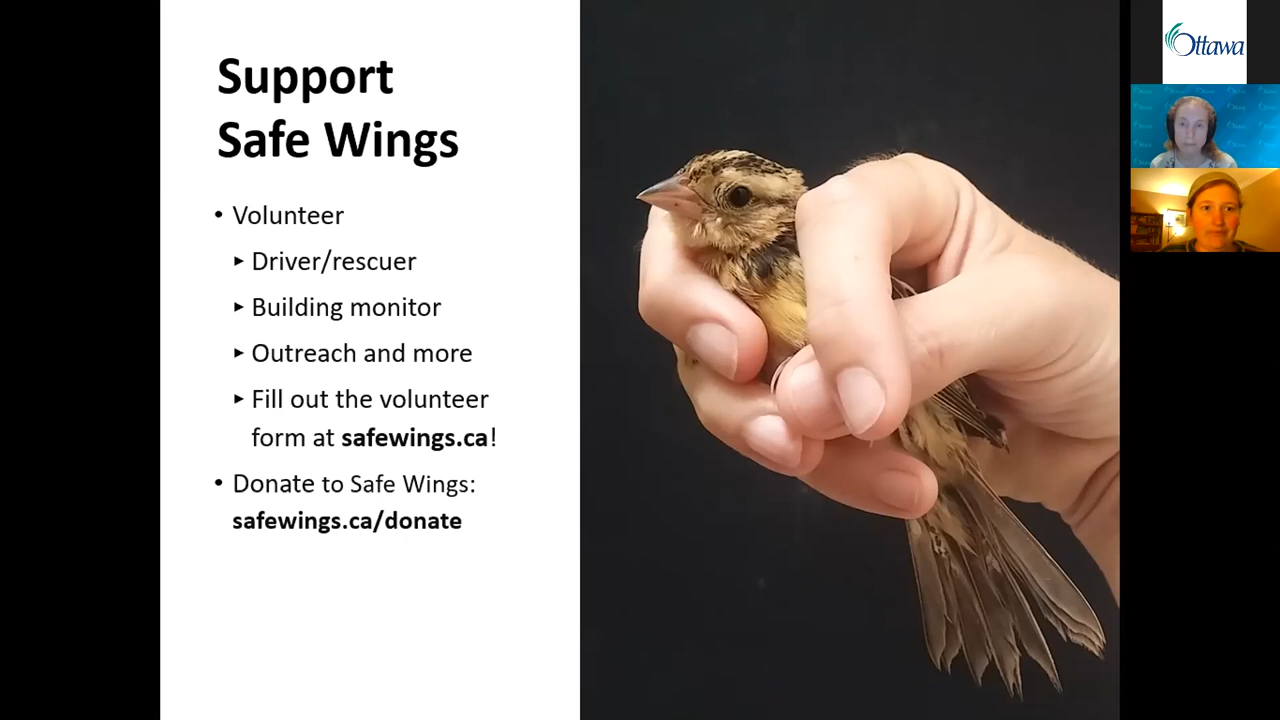 Support
Safe Wings
• Volunteer
▸ Driver/rescuer
▸ Building monitor
▸ Outreach and more
▸ Fill out the volunteer
form at safewings.ca!
• Donate to Safe Wings:
safewings.ca/donate
Ottawa